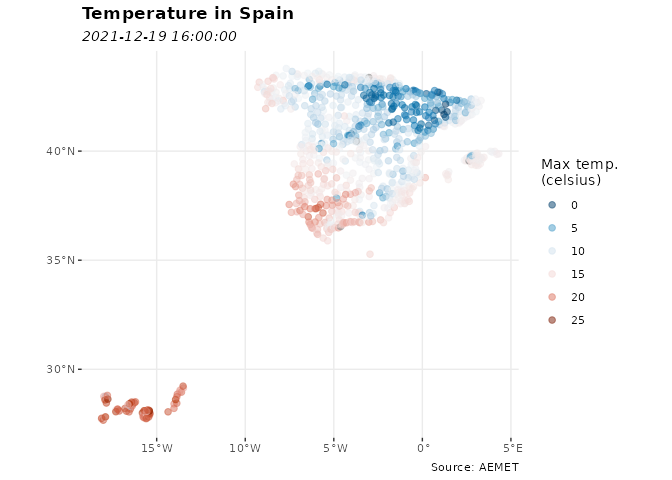 Temperature in Spain
2021-12-19 16:00:00
40°N
35°N
30°N
15°W
10°W
5°W
0°
5°E
Max temp.
(celsius)
0
5
10
15
20
25
Source: AEMET